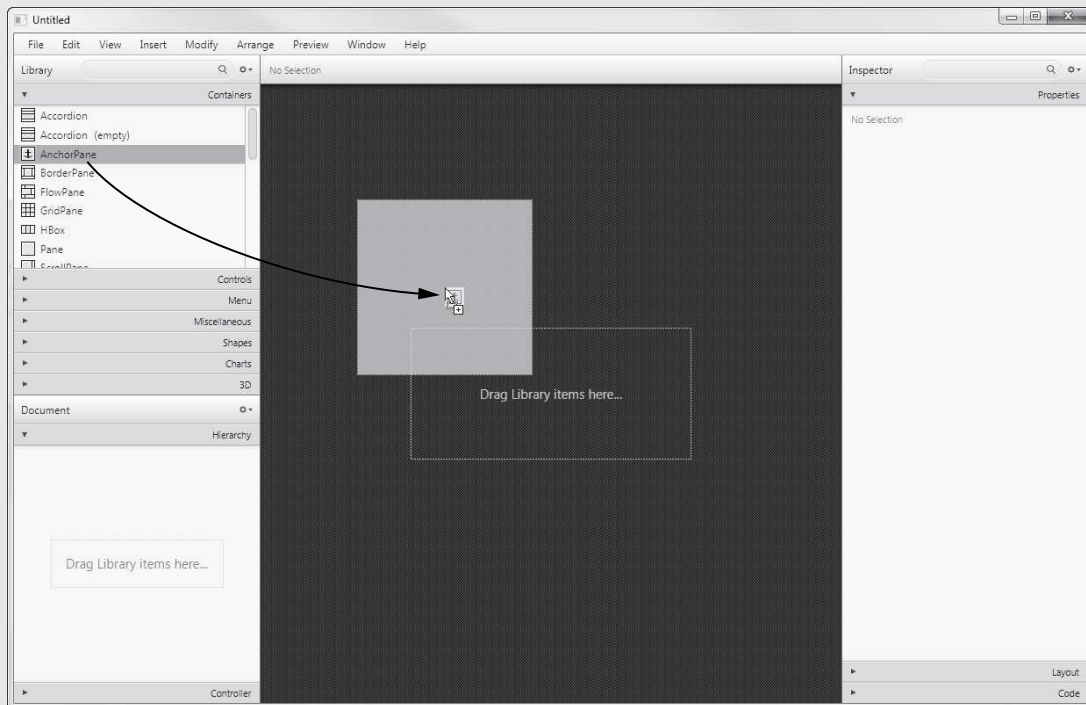 Untitled
File Edit View Insert Modify Arrange Preview Window Help
Library
No Selection
Inspector
Containers
Properties
Accordion
No Selection
Accordion (empty)
AnchorPane
BorderPane
FlowPane
GridPane
HBox
Pane
ScrollPane
Controls
Menu
Miscellaneous
Shapes
Charts
3D
Drag Library items here...
Document
Hierarchy
Drag Library items here...
Layout
Controller
Code